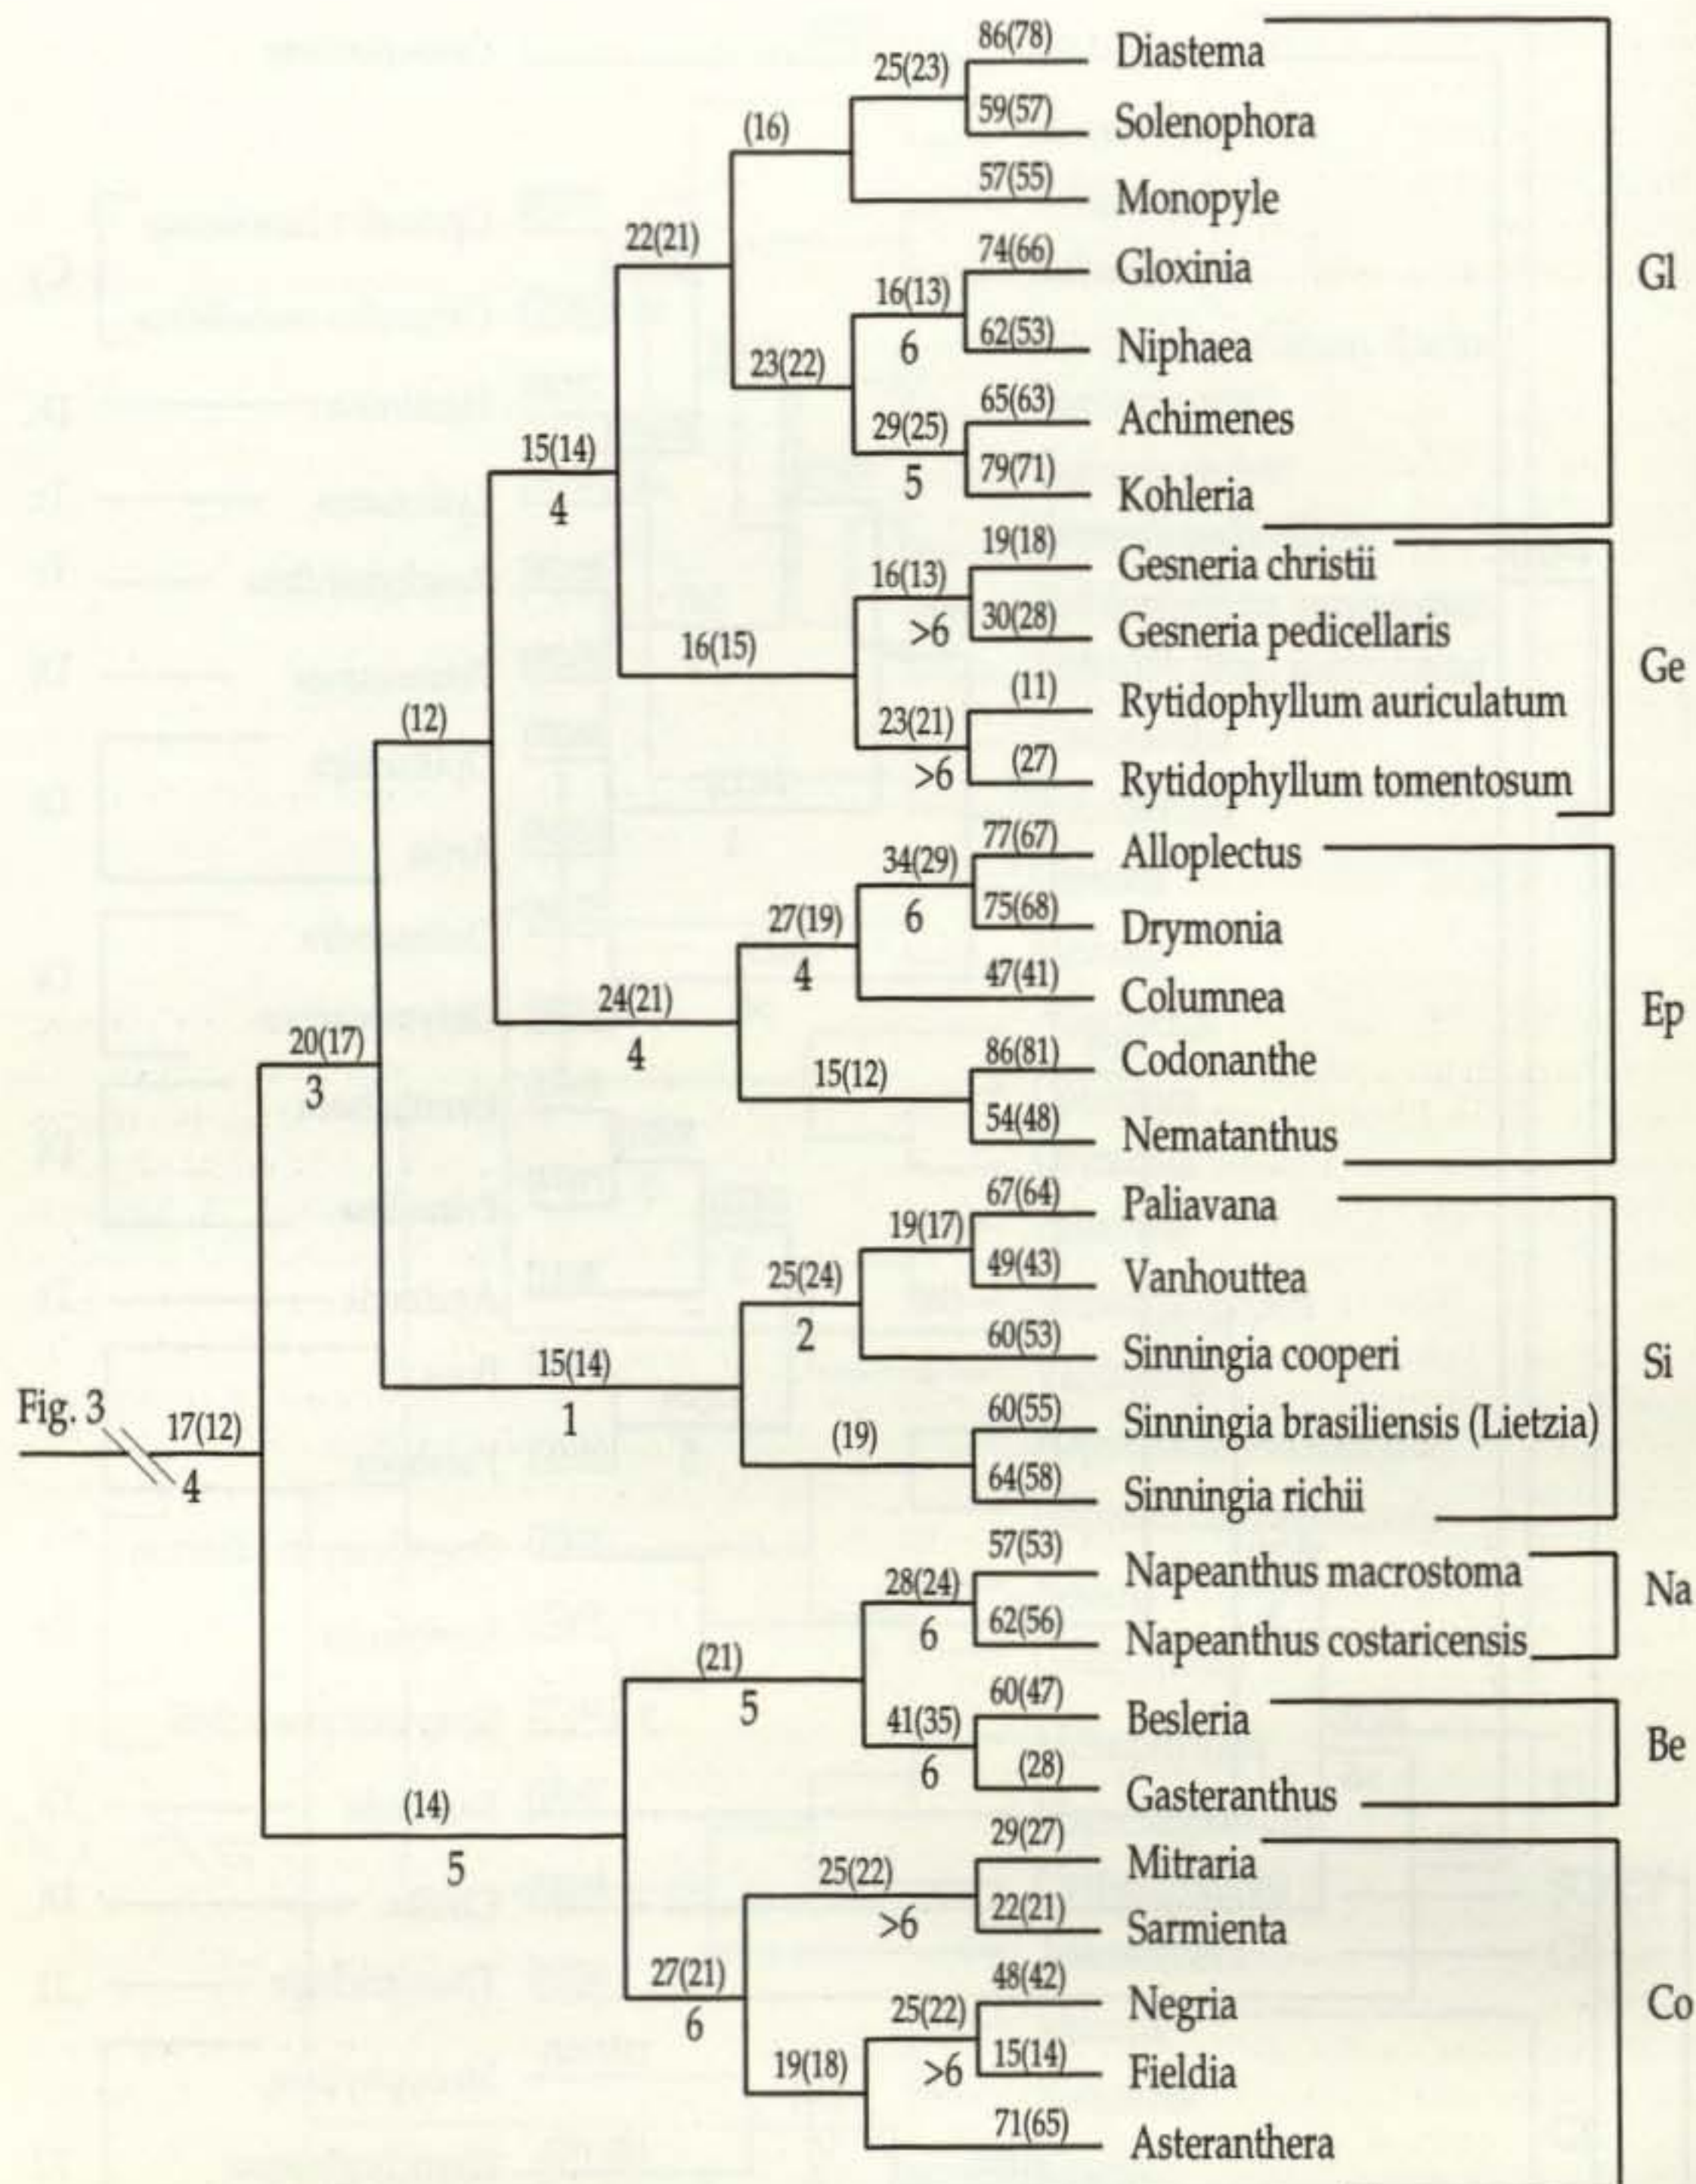 86(78)
Diastema
25(23)
59(57)
Solenophora
(16)
57(55)
Monopyle
22(21)
74(66)
Gloxinia
16(13)
6
62(53)
Niphaea
Gl
23(22)
65(63)
Achimenes
29(25)
5
79(71)
Kohleria
15(14)
4
19(18)
Gesneria christii
16(13)
>6
30(28)
Gesneria pedicellaris
16(15)
Ge
(11)
Rytidophyllum auriculatum
23(21)
>6
(27)
Rytidophyllum tomentosum
(12)
77(67)
Alloplectus
34(29)
6
75(68)
Drymonia
27(19)
4
47(41)
Columnea
Ep
24(21)
4
86(81)
Codonanthe
15(12)
54(48)
Nematanthus
20(17)
3
67(64)
Paliavana
19(17)
49(43)
Vanhouttea
25(24)
2
60(53)
Sinningia cooperi
Si
15(14)
1
60(55)
Sinningia brasiliensis (Lietzia)
(19)
64(58)
Sinningia richii
Fig. 3
17(12)
4
57(53)
Napeanthus macrostoma
28(24)
6
Na
62(56)
Napeanthus costaricensis
(21)
5
60(47)
Besleria
41(35)
6
Be
(28)
Gasteranthus
(14)
5
29(27)
Mitraria
25(22)
>6
22(21)
Sarmienta
27(21)
6
48(42)
Negria
Co
25(22)
>6
15(14)
Fieldia
19(18)
71(65)
Asteranthera